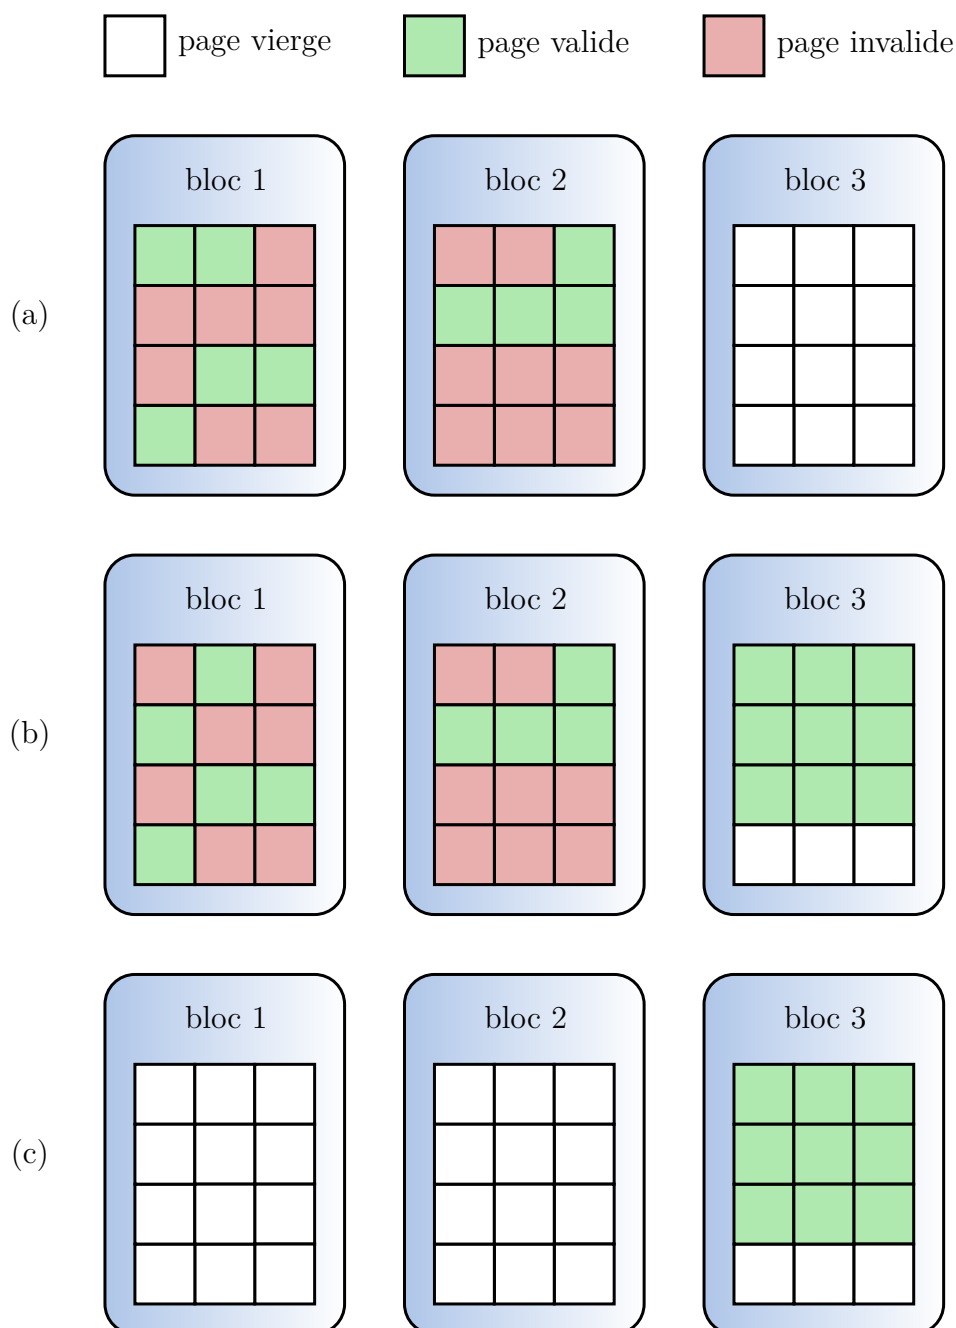 page vierge page valide page invalide
bloc 1 bloc 2 bloc 3
(a)
bloc 1 bloc 2 bloc 3
(b)
bloc 1 bloc 2 bloc 3
(c)